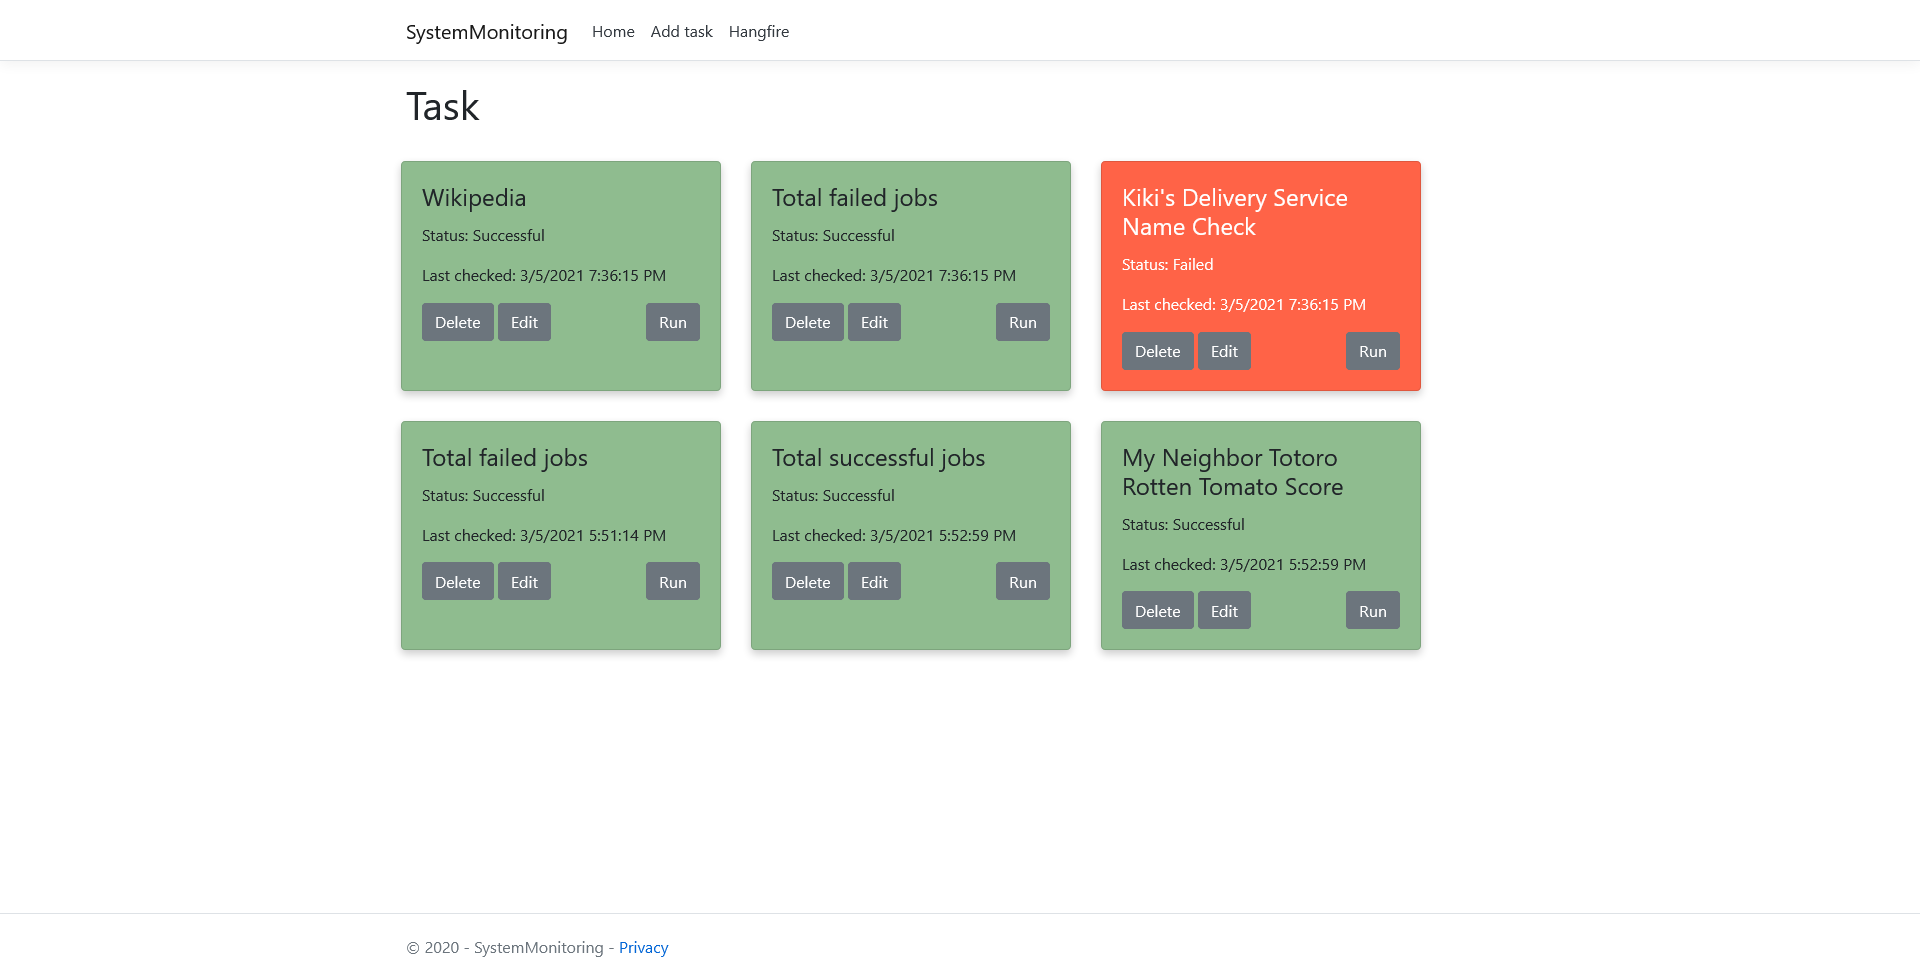 SystemMonitoring Home Add task Hangfire
Task
Wikipedia
Status: Successful
Last checked: 3/5/2021 7:36:15 PM
Delete Edit Run
Total failed jobs
Status: Successful
Last checked: 3/5/2021 7:36:15 PM
Delete Edit Run
Kiki's Delivery Service
Name Check
Status: Failed
Last checked: 3/5/2021 7:36:15 PM
Delete Edit Run
Total failed jobs
Status: Successful
Last checked: 3/5/2021 5:51:14 PM
Delete Edit Run
Total successful jobs
Status: Successful
Last checked: 3/5/2021 5:52:59 PM
Delete Edit Run
My Neighbor Totoro
Rotten Tomato Score
Status: Successful
Last checked: 3/5/2021 5:52:59 PM
Delete Edit Run
© 2020 - SystemMonitoring - Privacy